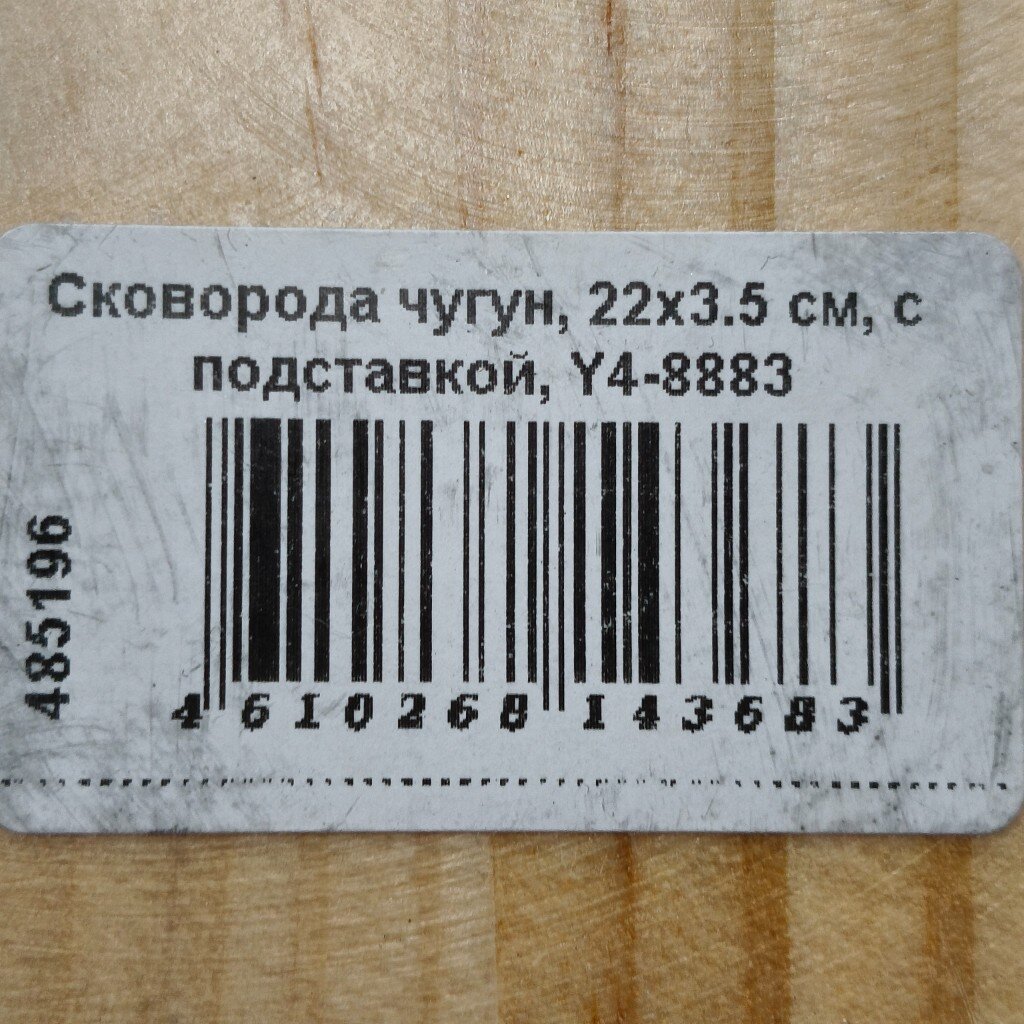 Сковорода чугун, 22x3.5 см, с
подставкой, Y4-8883
485196
4 610268 143683